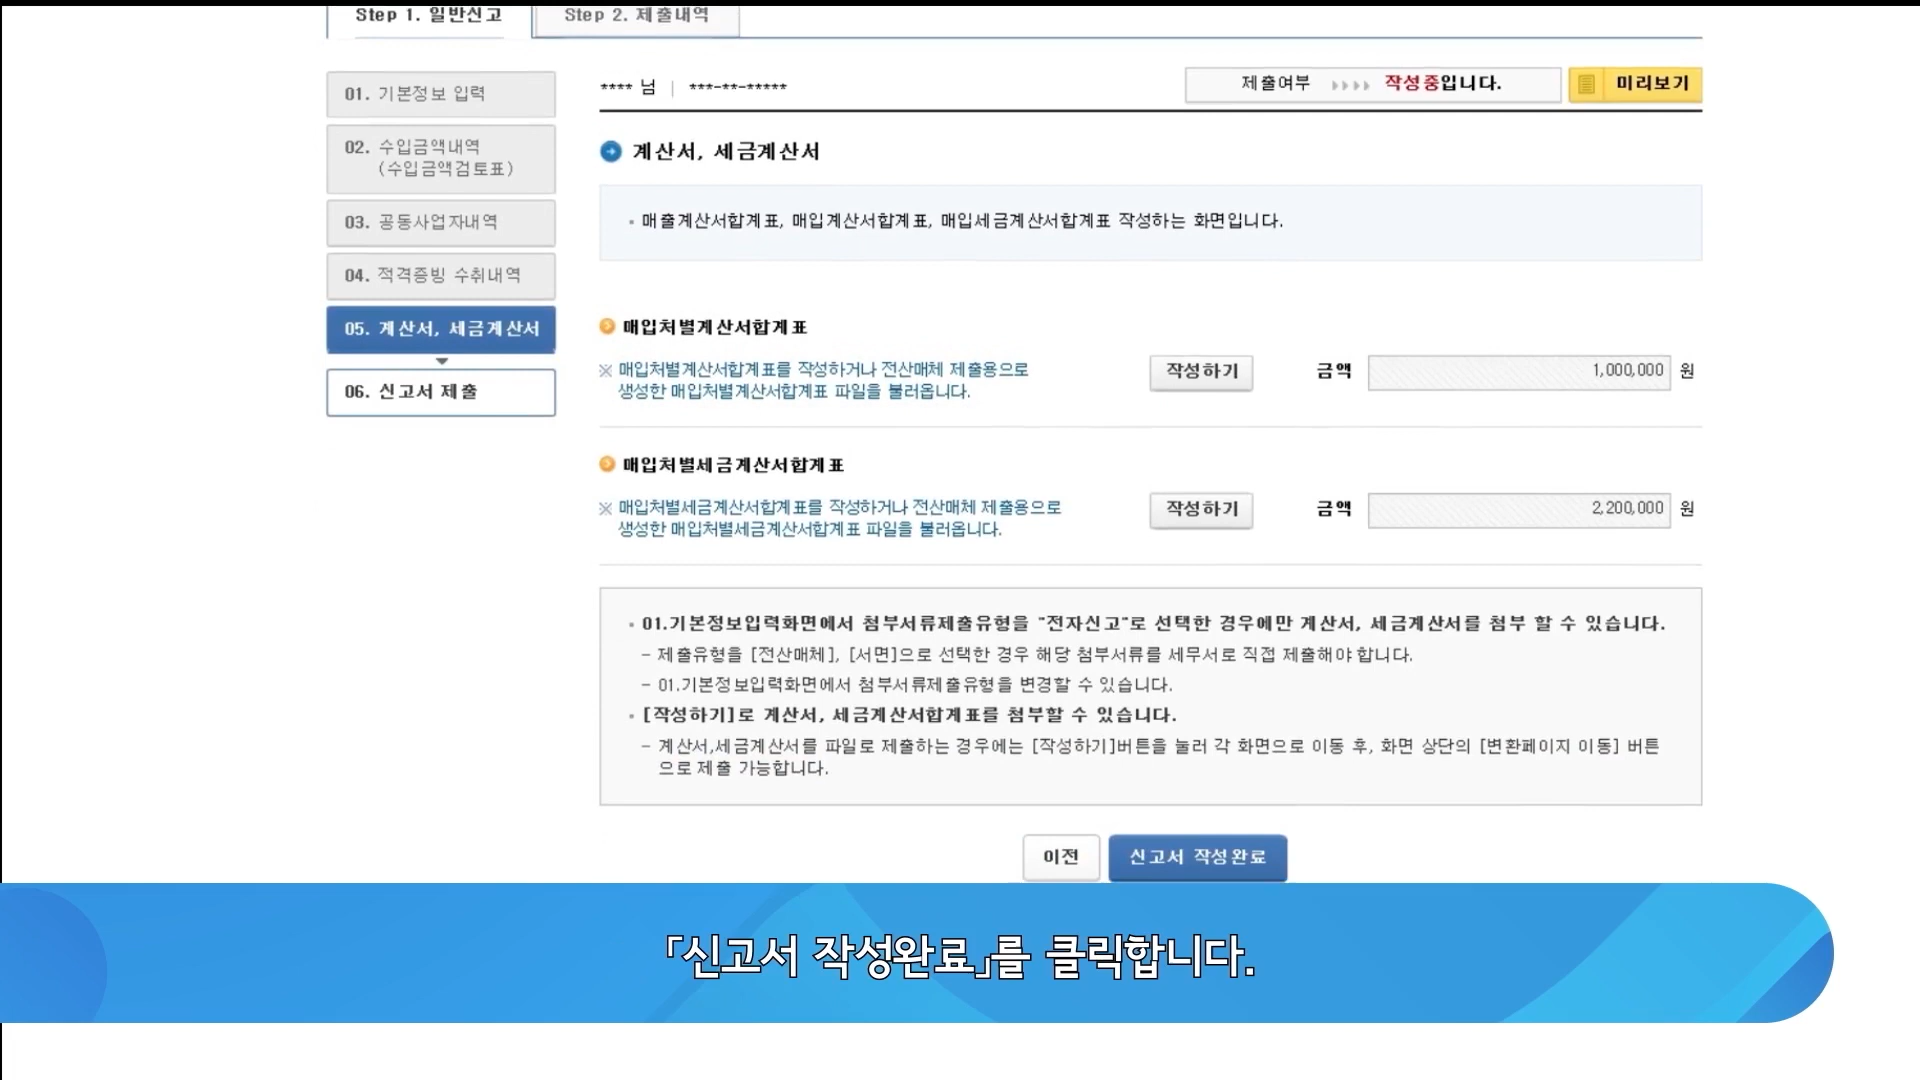 Step 1. 일반신고
Step 2. 제출내역
01. 기본정보 입력
02. 수입금액내역
(수입금액검토표)
03. 공동사업자내역
04. 적격증빙 수취내역
05. 계산서, 세금계산서
06. 신고서 제출
**** 님 | ***-**-*****
제출여부 작성중입니다.
미리보기
계산서, 세금계산서
매출계산서합계표, 매입계산서합계표, 매입세금계산서합계표 작성하는 화면입니다.
매입처별계산서합계표
※ 매입처별계산서합계표를 작성하거나 전산매체 제출용으로
생성한 매입처별계산서합계표 파일을 불러옵니다.
작성하기 금액 1,000,000 원
매입처별세금계산서합계표
※ 매입처별세금계산서합계표를 작성하거나 전산매체 제출용으로
생성한 매입처별세금계산서합계표 파일을 불러옵니다.
작성하기 금액 2,200,000 원
01.기본정보입력화면에서 첨부서류제출유형을 "전자신고"로 선택한 경우에만 계산서, 세금계산서를 첨부 할 수 있습니다.
- 제출유형을 [전산매체], [서면]으로 선택한 경우 해당 첨부서류를 세무서로 직접 제출해야 합니다.
- 01.기본정보입력화면에서 첨부서류제출유형을 변경할 수 있습니다.
[작성하기]로 계산서, 세금계산서합계표를 첨부할 수 있습니다.
- 계산서,세금계산서를 파일로 제출하는 경우에는 [작성하기]버튼을 눌러 각 화면으로 이동 후, 화면 상단의 [변환페이지 이동] 버튼
으로 제출 가능합니다.
이전
신고서 작성완료
「신고서 작성완료」를 클릭합니다.